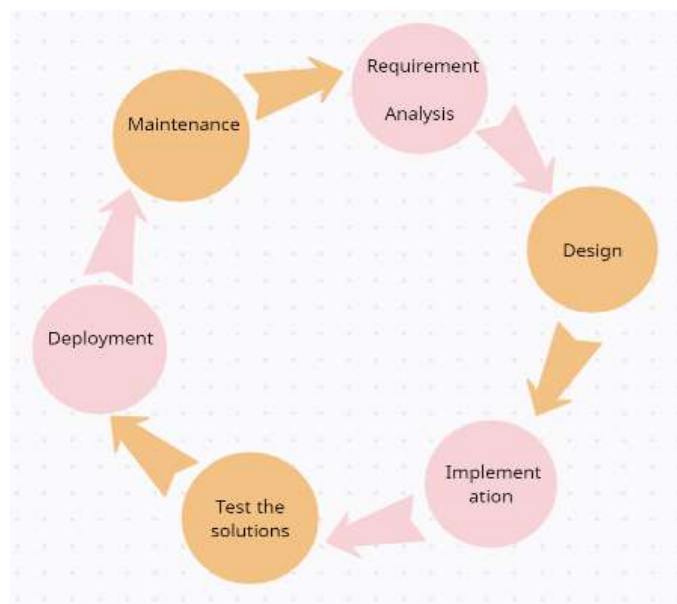 Requirement
Analysis
Maintenance
Design
Deployment
Implement
ation
Test the
solutions